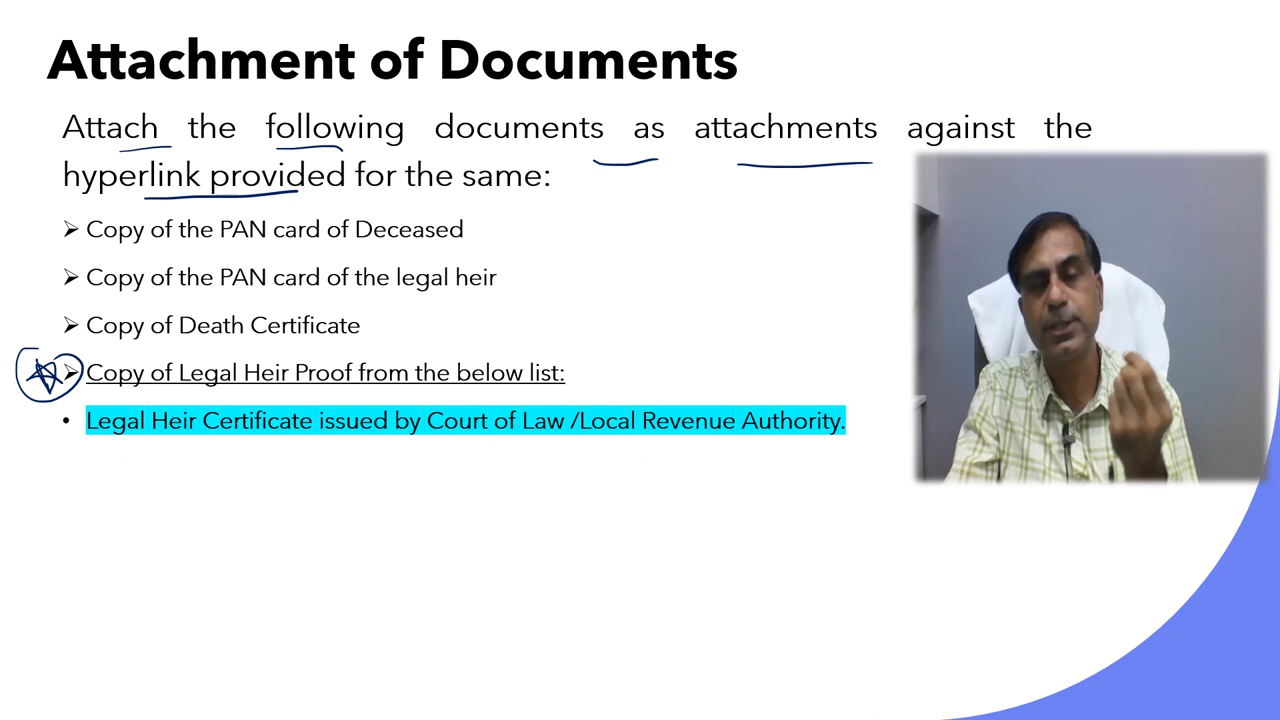 Attachment of Documents
Attach the following documents as attachments against the
hyperlink provided for the same:
➢ Copy of the PAN card of Deceased
➢ Copy of the PAN card of the legal heir
➢ Copy of Death Certificate
➢ Copy of Legal Heir Proof from the below list:
• Legal Heir Certificate issued by Court of Law /Local Revenue Authority.